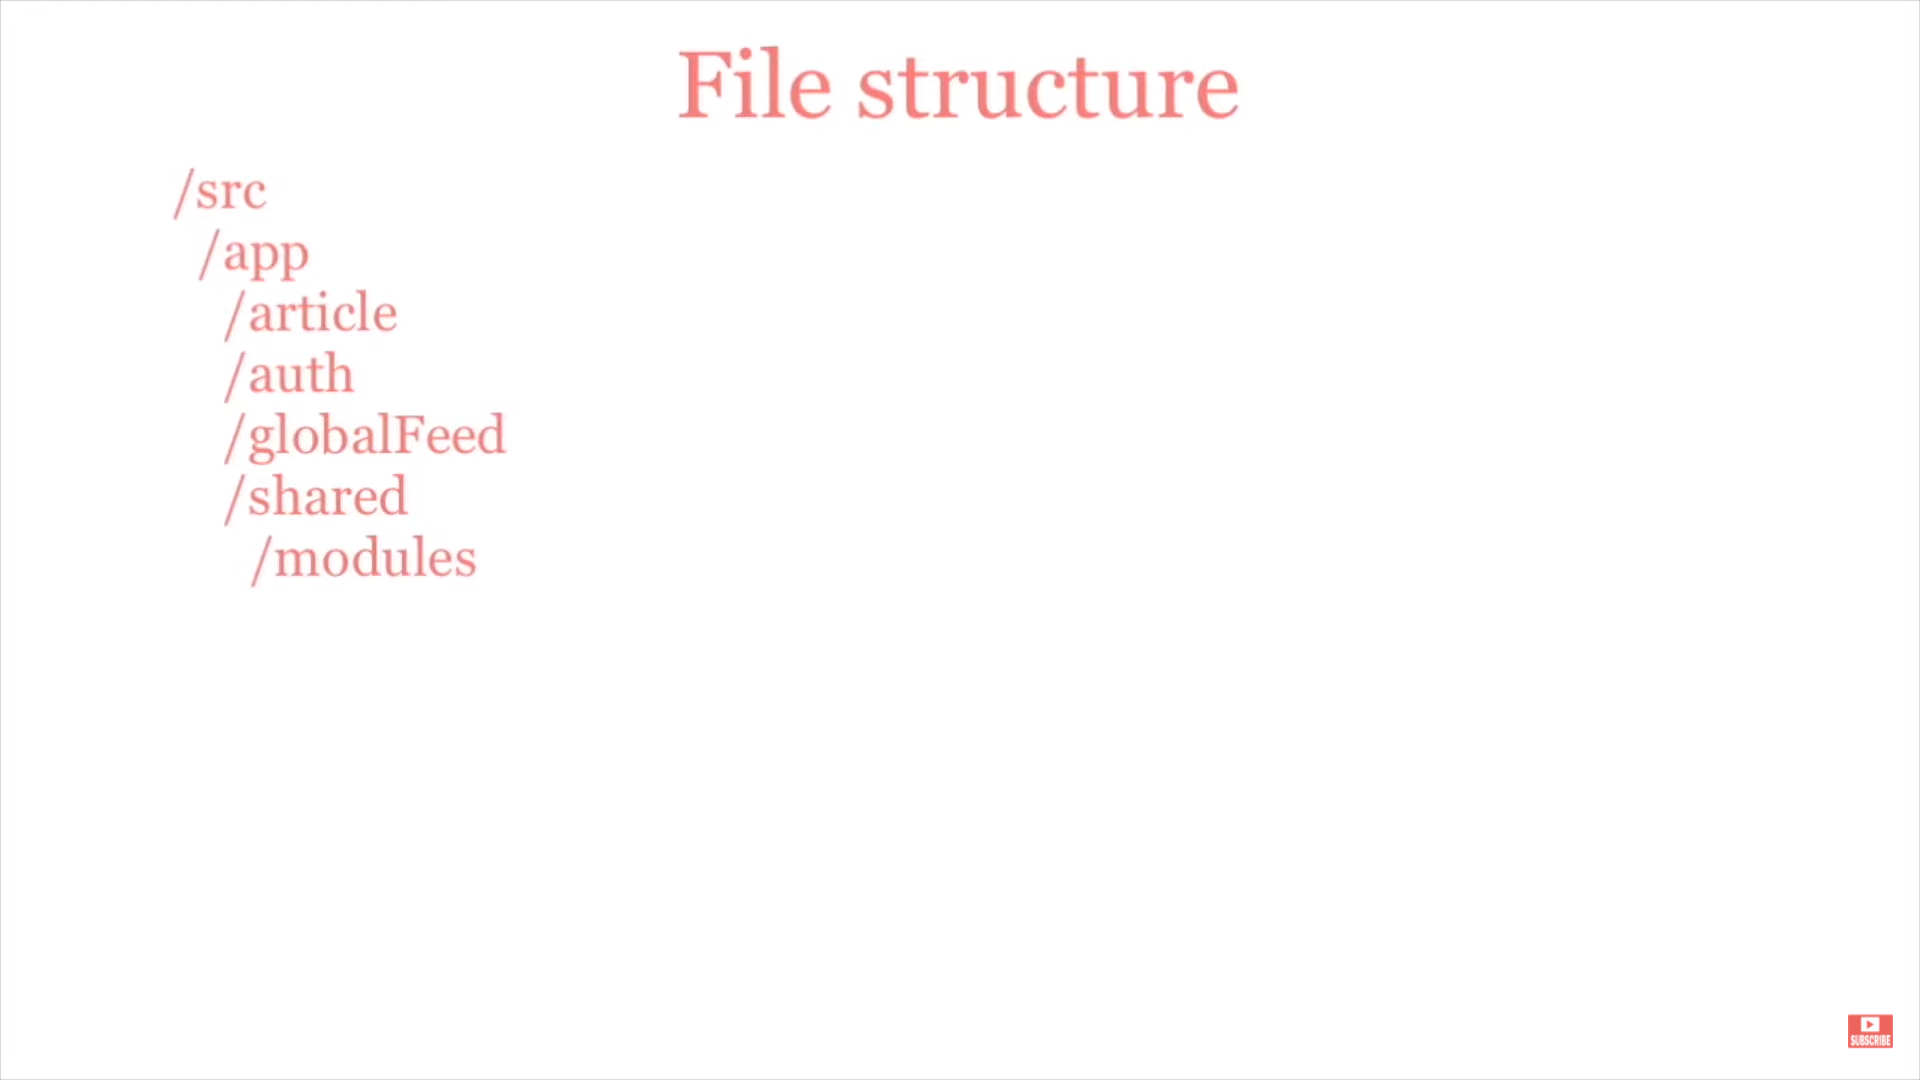 File structure
/src
/app
/article
/auth
/globalFeed
/shared
/modules
SUBSCRIBE